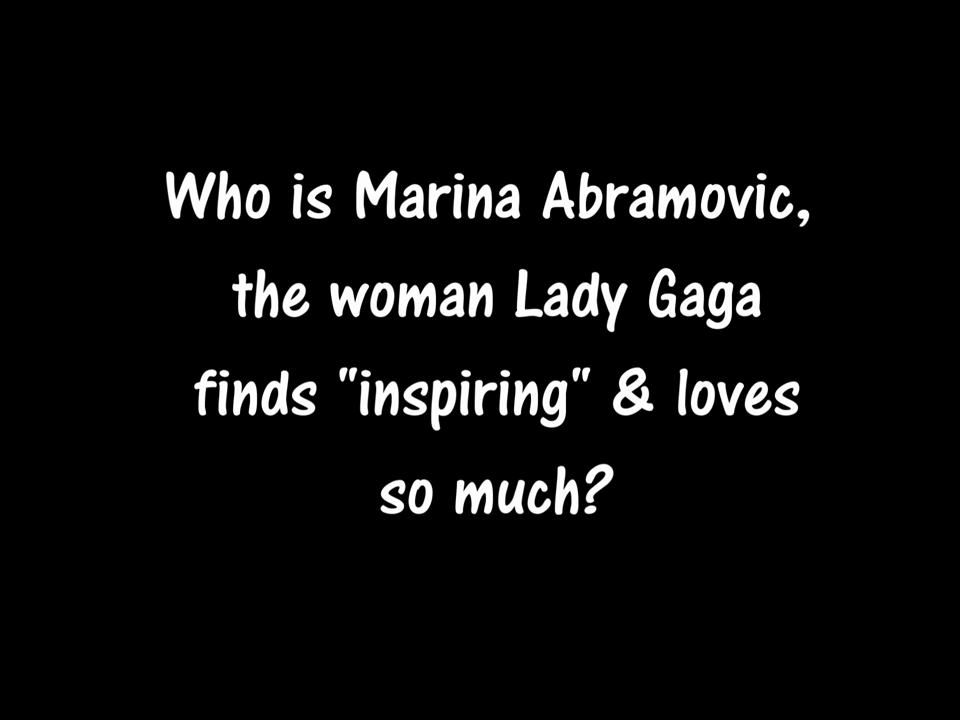 Who is Marina Abramovic,
the woman Lady Gaga
finds "inspiring" & loves
so much?